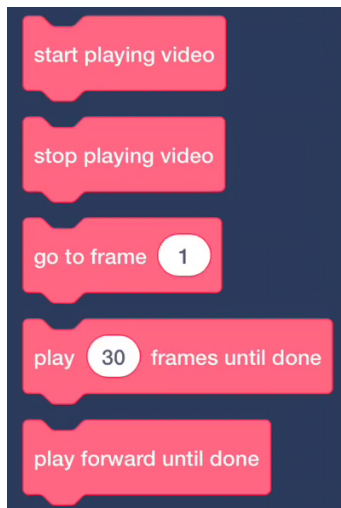 start playing video
stop playing video
go to frame 1
play 30 frames until done
play forward until done